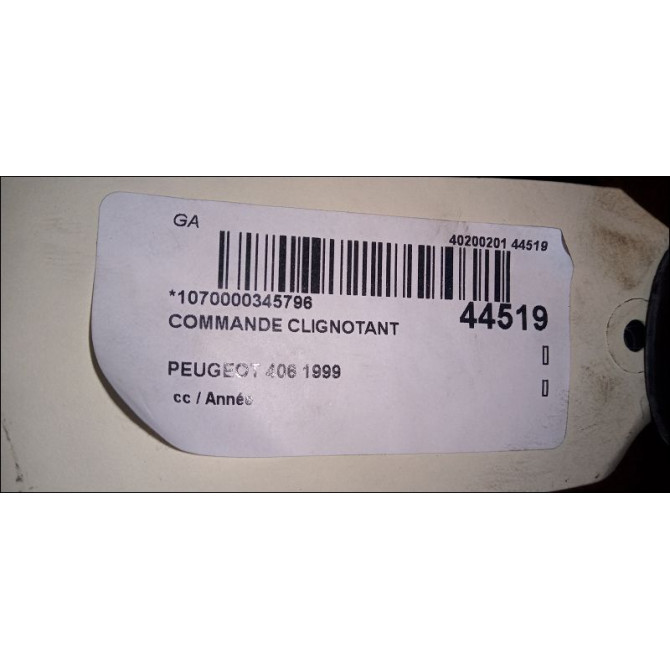 GA
40200201 44519
*1070000345796
COMMANDE CLIGNOTANT
44519
PEUGEOT 406 1999
cc / Année